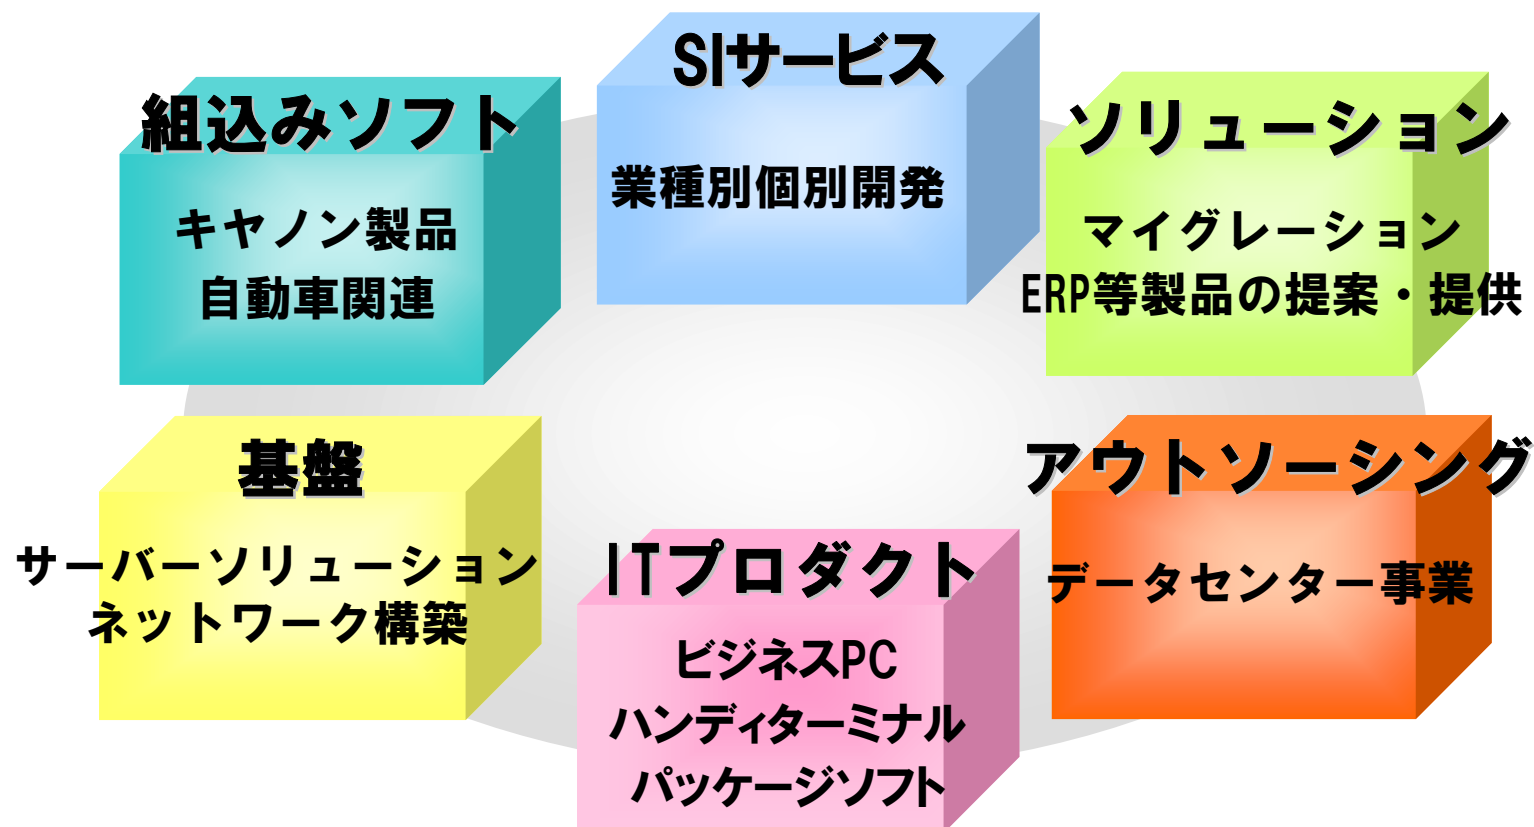 SIサービス
業種別個別開発
組込みソフト
キヤノン製品
自動車関連
ソリューション
マイグレーション
ERP等製品の提案・提供
基盤
サーバーソリューション
ネットワーク構築
ITプロダクト
ビジネスPC
ハンディターミナル
パッケージソフト
アウトソーシング
データセンター事業